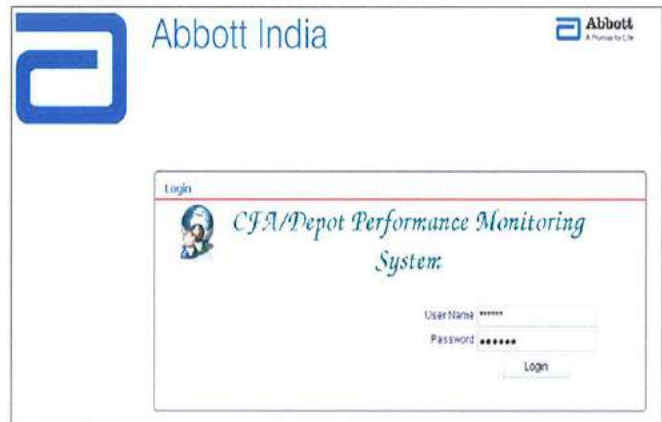 Abbott India
Abbott
A Promise for Life
Login
CFA/Depot Performance Monitoring
System
User Name ******
Password ●●●●●●
Login